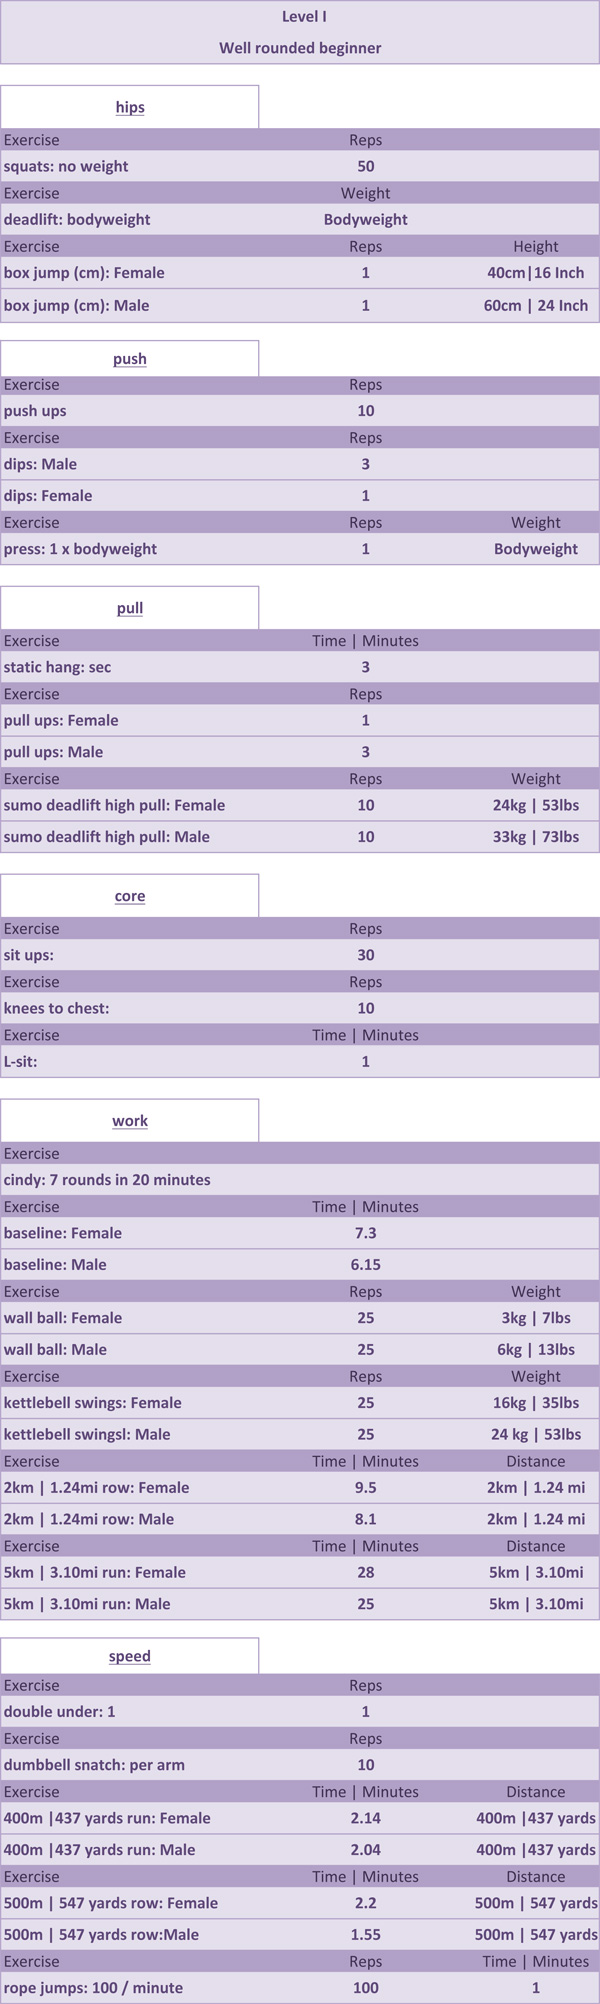 Level I
Well rounded beginner
hips
Exercise Reps
squats: no weight 50
Exercise Weight
deadlift: bodyweight Bodyweight
Exercise Reps Height
box jump (cm): Female 1 40cm|16 Inch
box jump (cm): Male 1 60cm | 24 Inch
push
Exercise Reps
push ups 10
Exercise Reps
dips: Male 3
dips: Female 1
Exercise Reps Weight
press: 1 x bodyweight 1 Bodyweight
pull
Exercise Time | Minutes
static hang: sec 3
Exercise Reps
pull ups: Female 1
pull ups: Male 3
Exercise Reps Weight
sumo deadlift high pull: Female 10 24kg | 53lbs
sumo deadlift high pull: Male 10 33kg | 73lbs
core
Exercise Reps
sit ups: 30
Exercise Reps
knees to chest: 10
Exercise Time | Minutes
L-sit: 1
work
Exercise
cindy: 7 rounds in 20 minutes
Exercise Time | Minutes
baseline: Female 7.3
baseline: Male 6.15
Exercise Reps Weight
wall ball: Female 25 3kg | 7lbs
wall ball: Male 25 6kg | 13lbs
Exercise Reps Weight
kettlebell swings: Female 25 16kg | 35lbs
kettlebell swingsl: Male 25 24 kg | 53lbs
Exercise Time | Minutes Distance
2km | 1.24mi row: Female 9.5 2km | 1.24 mi
2km | 1.24mi row: Male 8.1 2km | 1.24 mi
Exercise Time | Minutes Distance
5km | 3.10mi run: Female 28 5km | 3.10mi
5km | 3.10mi run: Male 25 5km | 3.10mi
speed
Exercise Reps
double under: 1 1
Exercise Reps
dumbbell snatch: per arm 10
Exercise Time | Minutes Distance
400m |437 yards run: Female 2.14 400m |437 yards
400m |437 yards run: Male 2.04 400m |437 yards
Exercise Time | Minutes Distance
500m | 547 yards row: Female 2.2 500m | 547 yards
500m | 547 yards row:Male 1.55 500m | 547 yards
Exercise Reps Time | Minutes
rope jumps: 100 / minute 100 1